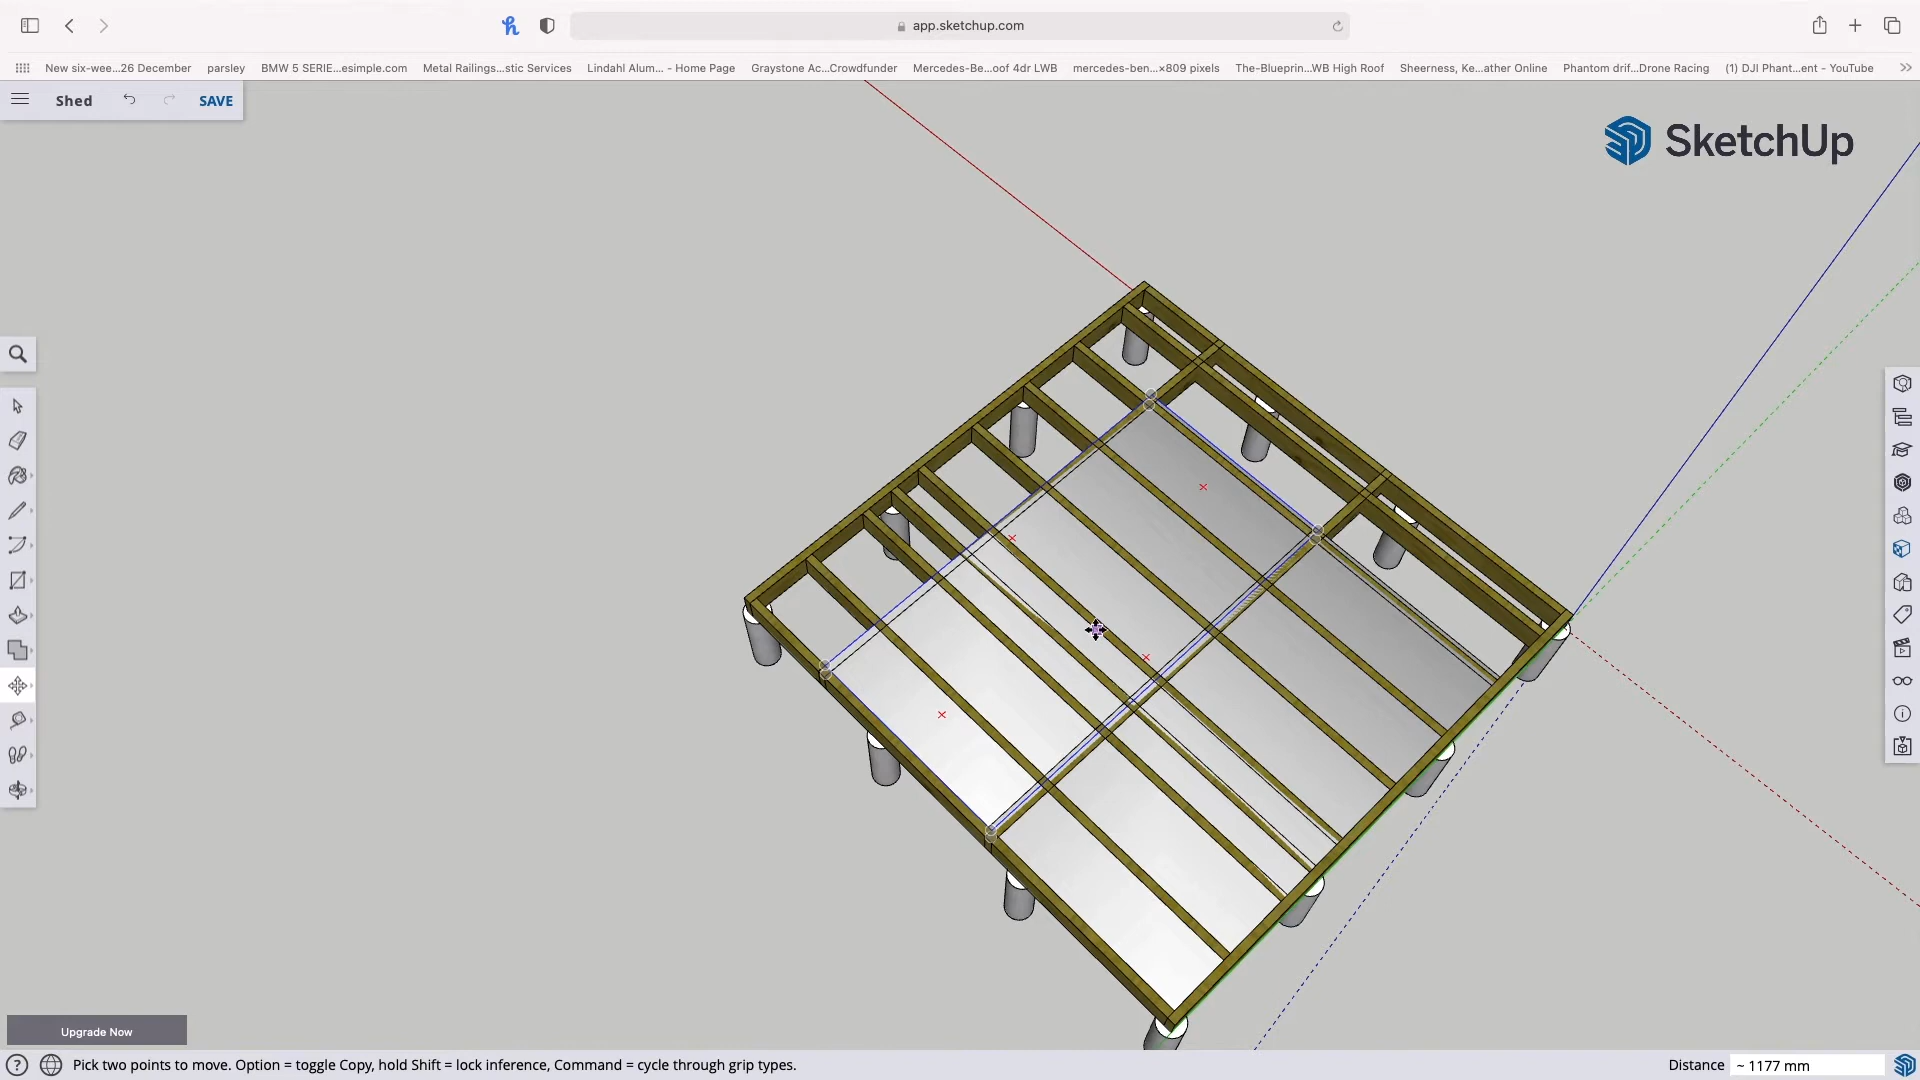 app.sketchup.com
New six-wee...26 December
parsley
BMW 5 SERIE...esimple.com
Metal Railings...stic Services
Lindahl Alum... - Home Page
Graystone Ac...Crowdfunder
Mercedes-Be...oof 4dr LWB
mercedes-ben...×809 pixels
The-Blueprin...WB High Roof
Sheerness, Ke...ather Online
Phantom drif...Drone Racing
(1) DJI Phant...ent - YouTube
Shed
SAVE
SketchUp
Upgrade Now
Pick two points to move. Option = toggle Copy, hold Shift = lock inference, Command = cycle through grip types.
Distance
~ 1177 mm